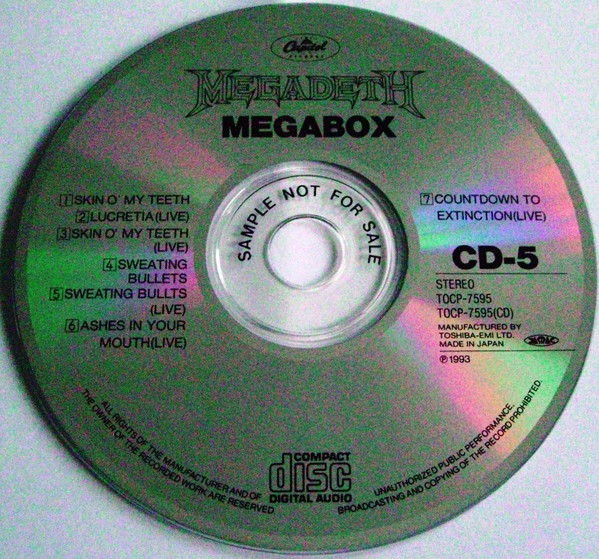 Capitol
RECORDS
MEGADETH
MEGABOX
SAMPLE NOT FOR SALE
1 SKIN O' MY TEETH
2 LUCRETIA(LIVE)
3 SKIN O' MY TEETH
(LIVE)
4 SWEATING
BULLETS
5 SWEATING BULLTS
(LIVE)
6 ASHES IN YOUR
MOUTH(LIVE)
7 COUNTDOWN TO
EXTINCTION(LIVE)
CD-5
STEREO
TOCP-7595
TOCP-7595(CD)
MANUFACTURED BY
TOSHIBA-EMI LTD.
MADE IN JAPAN
JASRAC
℗1993
ALL RIGHTS OF THE MANUFACTURER AND OF
THE OWNER OF THE RECORDED WORK ARE RESERVED
COMPACT
disc
DIGITAL AUDIO
UNAUTHORIZED PUBLIC PERFORMANCE,
BROADCASTING AND COPYING OF THE RECORD PROHIBITED.